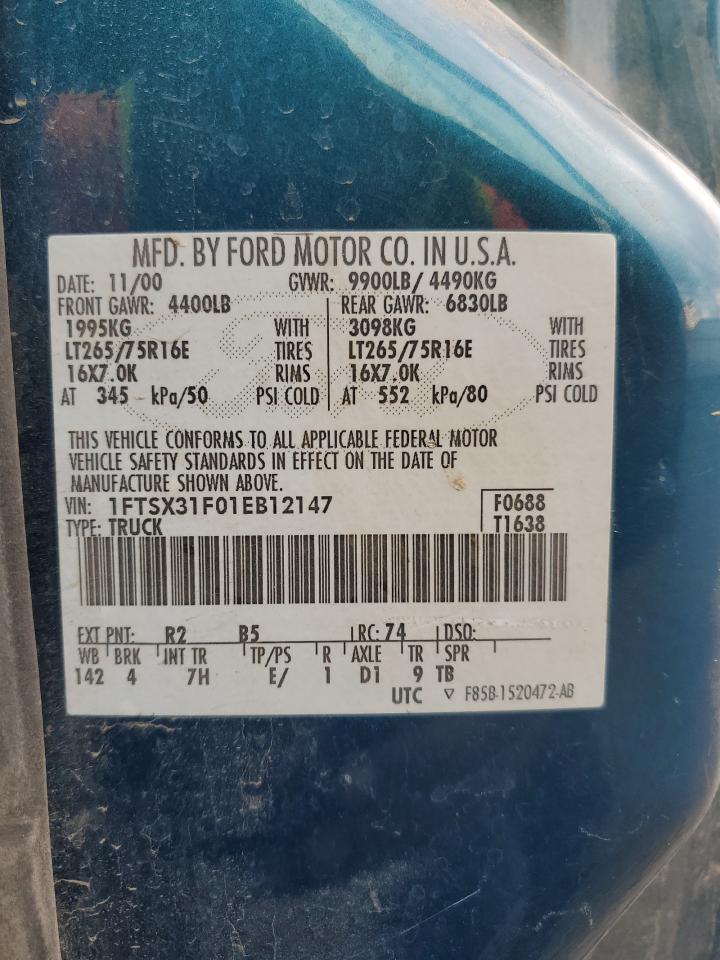 MFD. BY FORD MOTOR CO. IN U.S.A.
DATE: 11/00 GVWR: 9900LB/ 4490KG
FRONT GAWR: 4400LB REAR GAWR: 6830LB
1995KG WITH 3098KG WITH
LT265/75R16E TIRES LT265/75R16E TIRES
16X7.0K RIMS 16X7.0K RIMS
AT 345 kPa/50 PSI COLD AT 552 kPa/80 PSI COLD
THIS VEHICLE CONFORMS TO ALL APPLICABLE FEDERAL MOTOR
VEHICLE SAFETY STANDARDS IN EFFECT ON THE DATE OF
MANUFACTURE SHOWN ABOVE.
VIN: 1FTSX31F01EB12147 F0688
TYPE: TRUCK T1638
EXT PNT: R2 B5 RC: 74 DSO:
WB BRK INT TR TP/PS R AXLE TR SPR
142 4 7H E/ 1 D1 9 TB
UTC ▽ F85B-1520472-AB